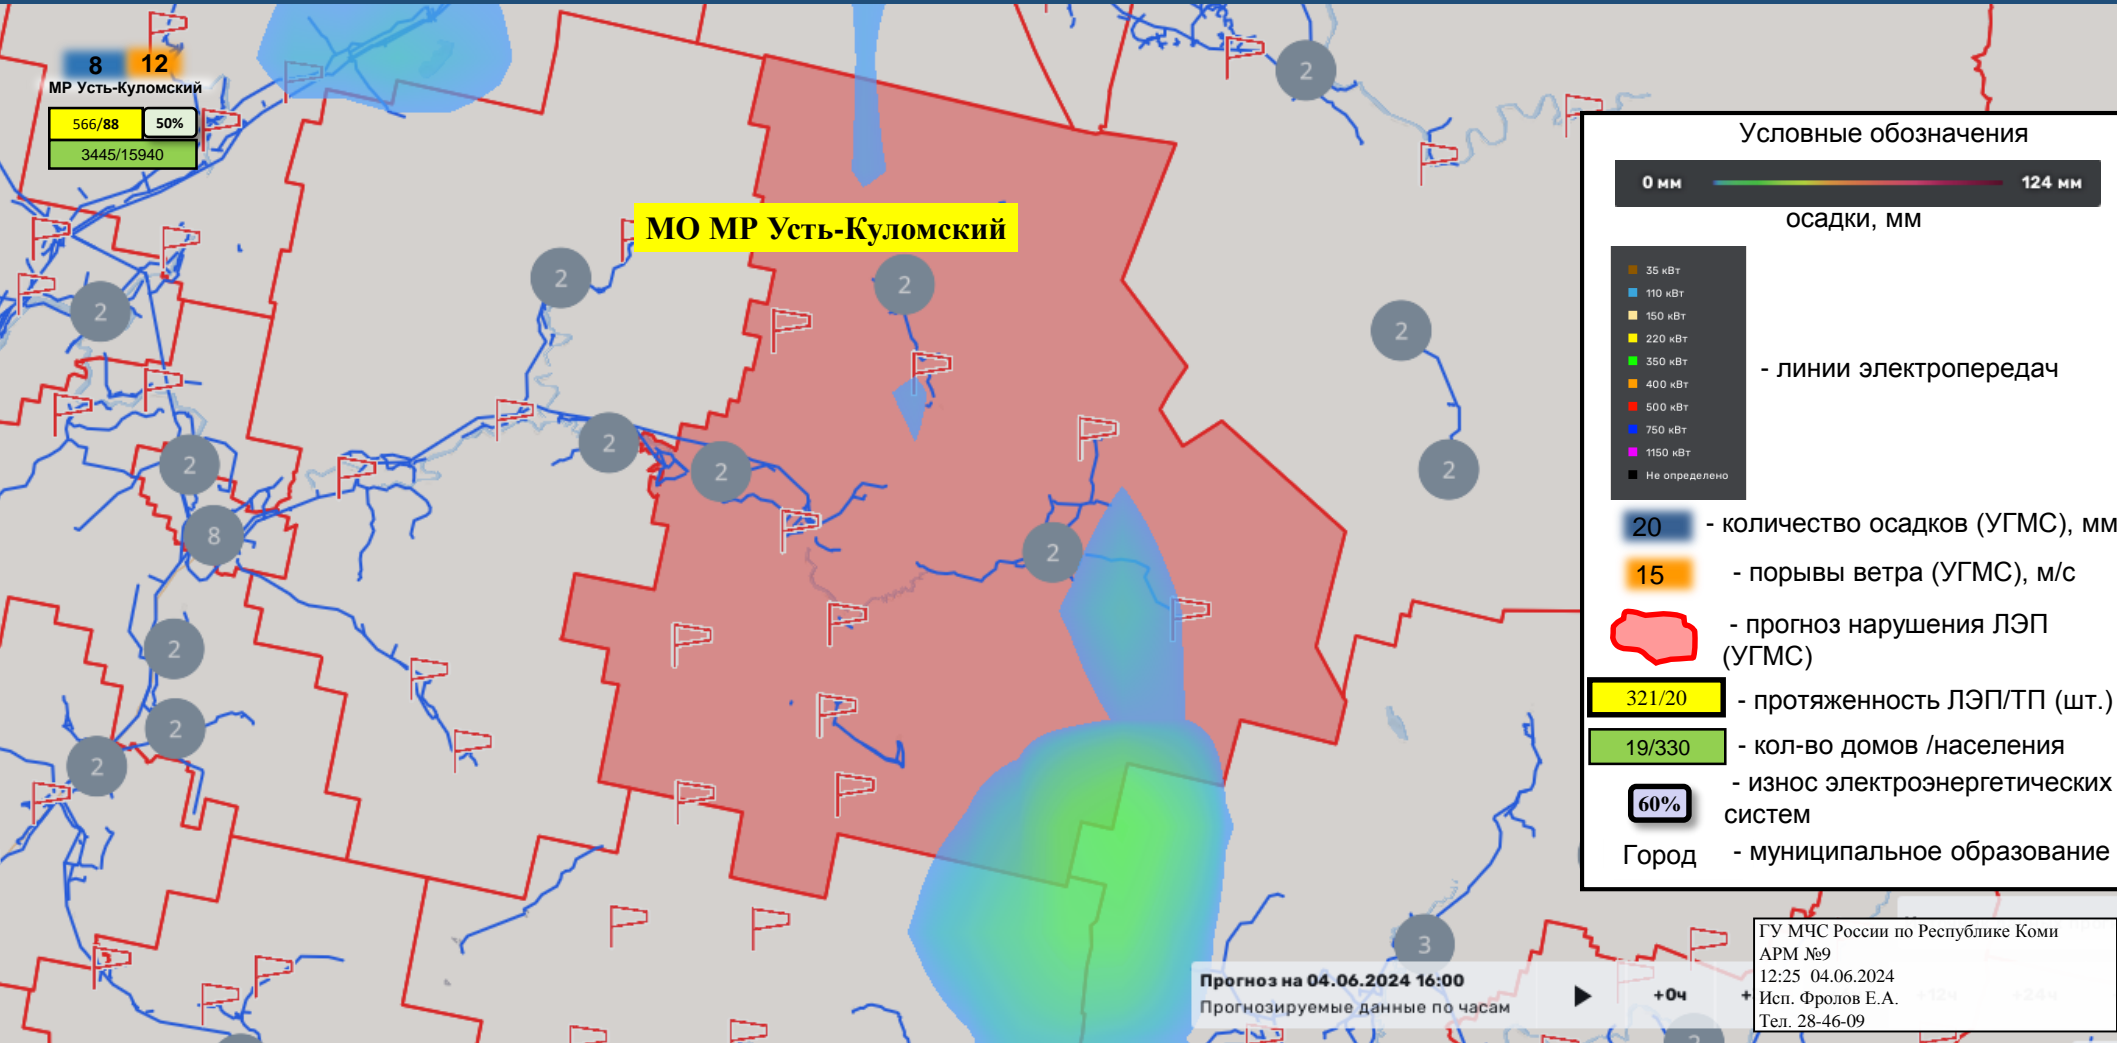 8 12
МР Усть-Куломский
566/88 50%
3445/15940
МО МР Усть-Куломский
2
2
2
2
2
2
2
2
2
2
8
2
2
2
2
3
2
Условные обозначения
0 мм 124 мм
осадки, мм
35 кВт
110 кВт
150 кВт
220 кВт
350 кВт
400 кВт
500 кВт
750 кВт
1150 кВт
Не определено
- линии электропередач
20 - количество осадков (УГМС), мм
15 - порывы ветра (УГМС), м/с
- прогноз нарушения ЛЭП
(УГМС)
321/20 - протяженность ЛЭП/ТП (шт.)
19/330 - кол-во домов /населения
60% - износ электроэнергетических
систем
Город - муниципальное образование
Прогноз на 04.06.2024 16:00
Прогнозируемые данные по часам
+0ч +
+12ч +24ч
ГУ МЧС России по Республике Коми
АРМ №9
12:25 04.06.2024
Исп. Фролов Е.А.
Тел. 28-46-09